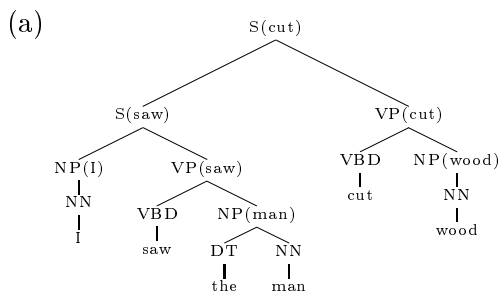 (a)
S(cut)
S(saw) VP(cut)
NP(I) VP(saw) VBD NP(wood)
NN VBD NP(man) cut NN
I saw DT NN wood
the man